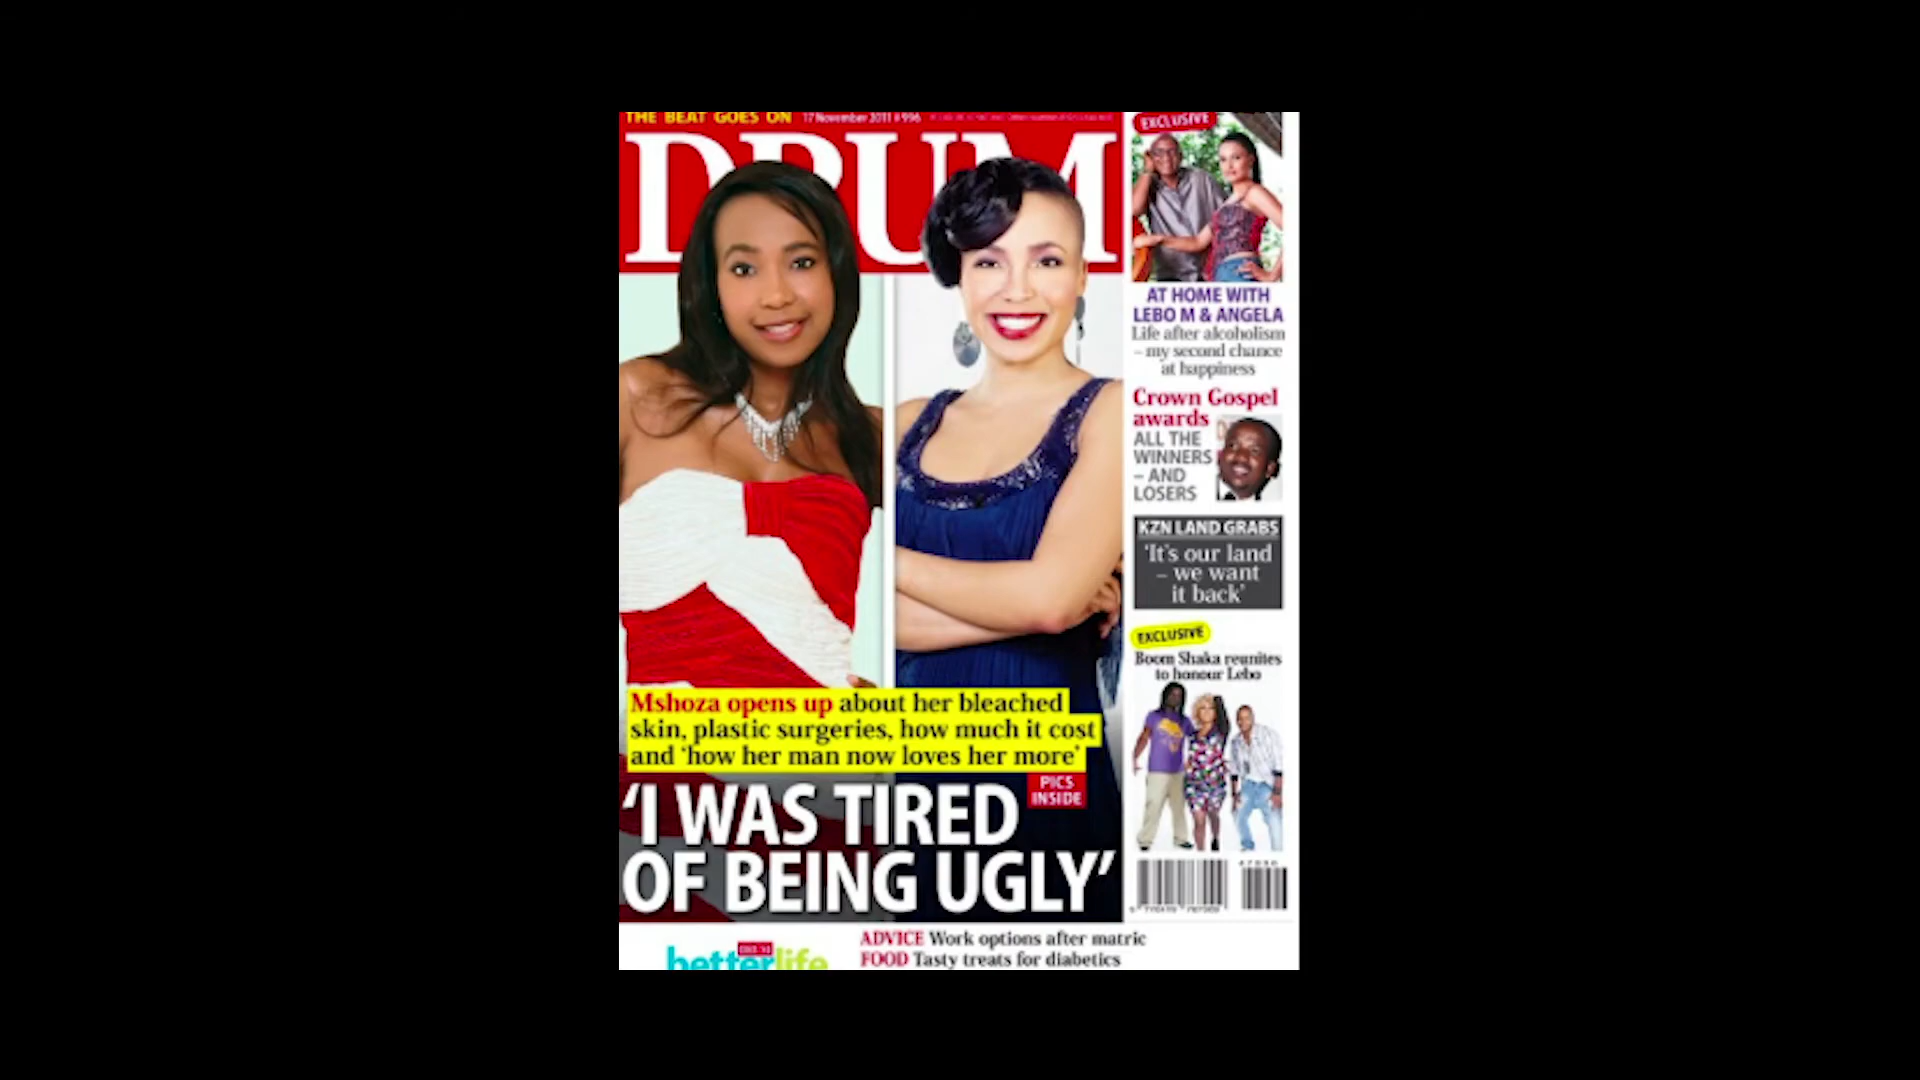 THE BEAT GOES ON 17 November 2011 # 996
DRUM
EXCLUSIVE
AT HOME WITH
LEBO M & ANGELA
Life after alcoholism
– my second chance
at happiness
Crown Gospel
awards
ALL THE
WINNERS
– AND
LOSERS
KZN LAND GRABS
‘It’s our land
– we want
it back’
EXCLUSIVE
Boom Shaka reunites
to honour Lebo
Mshoza opens up about her bleached
skin, plastic surgeries, how much it cost
and ‘how her man now loves her more’
PICS
INSIDE
‘I WAS TIRED
OF BEING UGLY’
betterlife
ADVICE Work options after matric
FOOD Tasty treats for diabetics